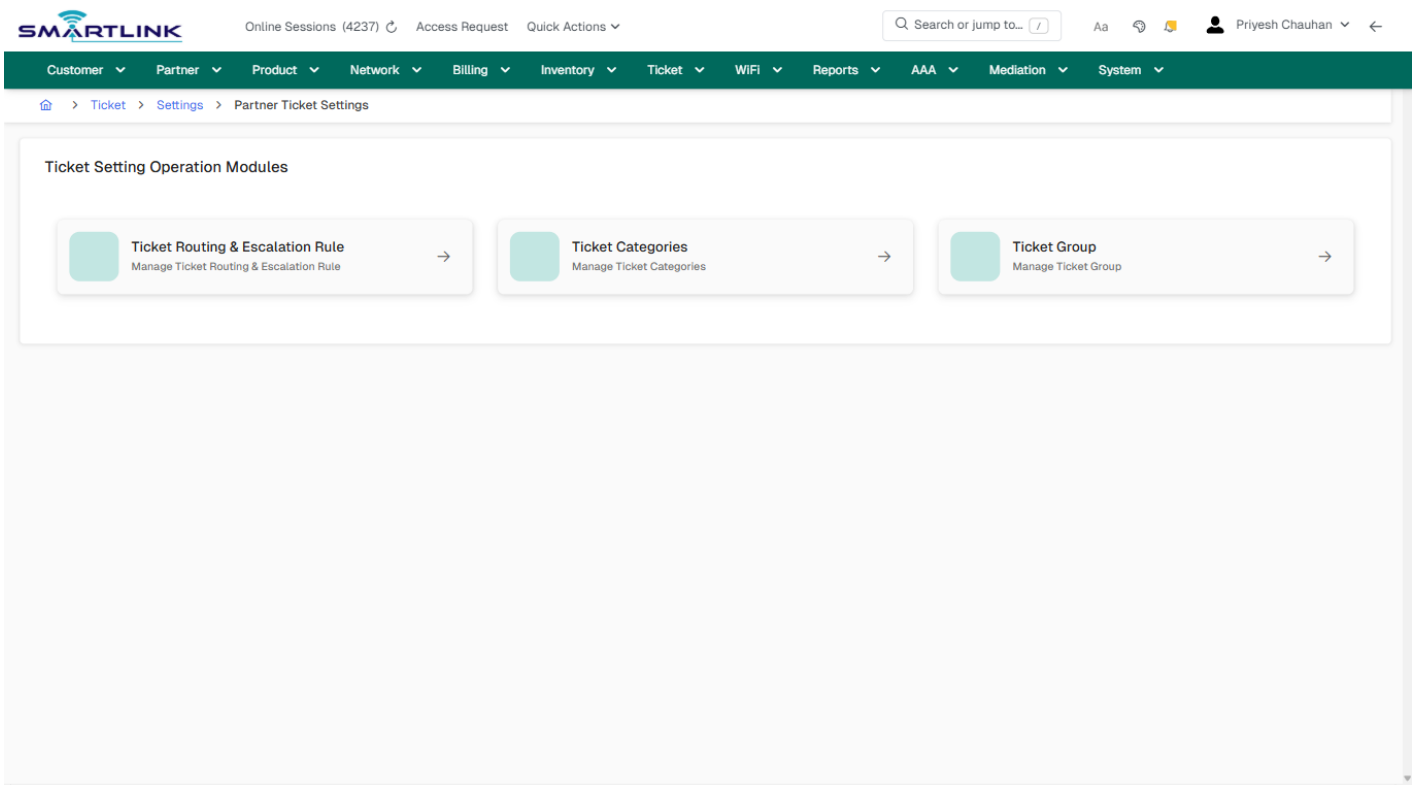 SMARTLINK Online Sessions (4237) Access Request Quick Actions Search or jump to... / Aa Priyesh Chauhan
Customer Partner Product Network Billing Inventory Ticket WiFi Reports AAA Mediation System
Ticket > Settings > Partner Ticket Settings
Ticket Setting Operation Modules
Ticket Routing & Escalation Rule
Manage Ticket Routing & Escalation Rule
Ticket Categories
Manage Ticket Categories
Ticket Group
Manage Ticket Group